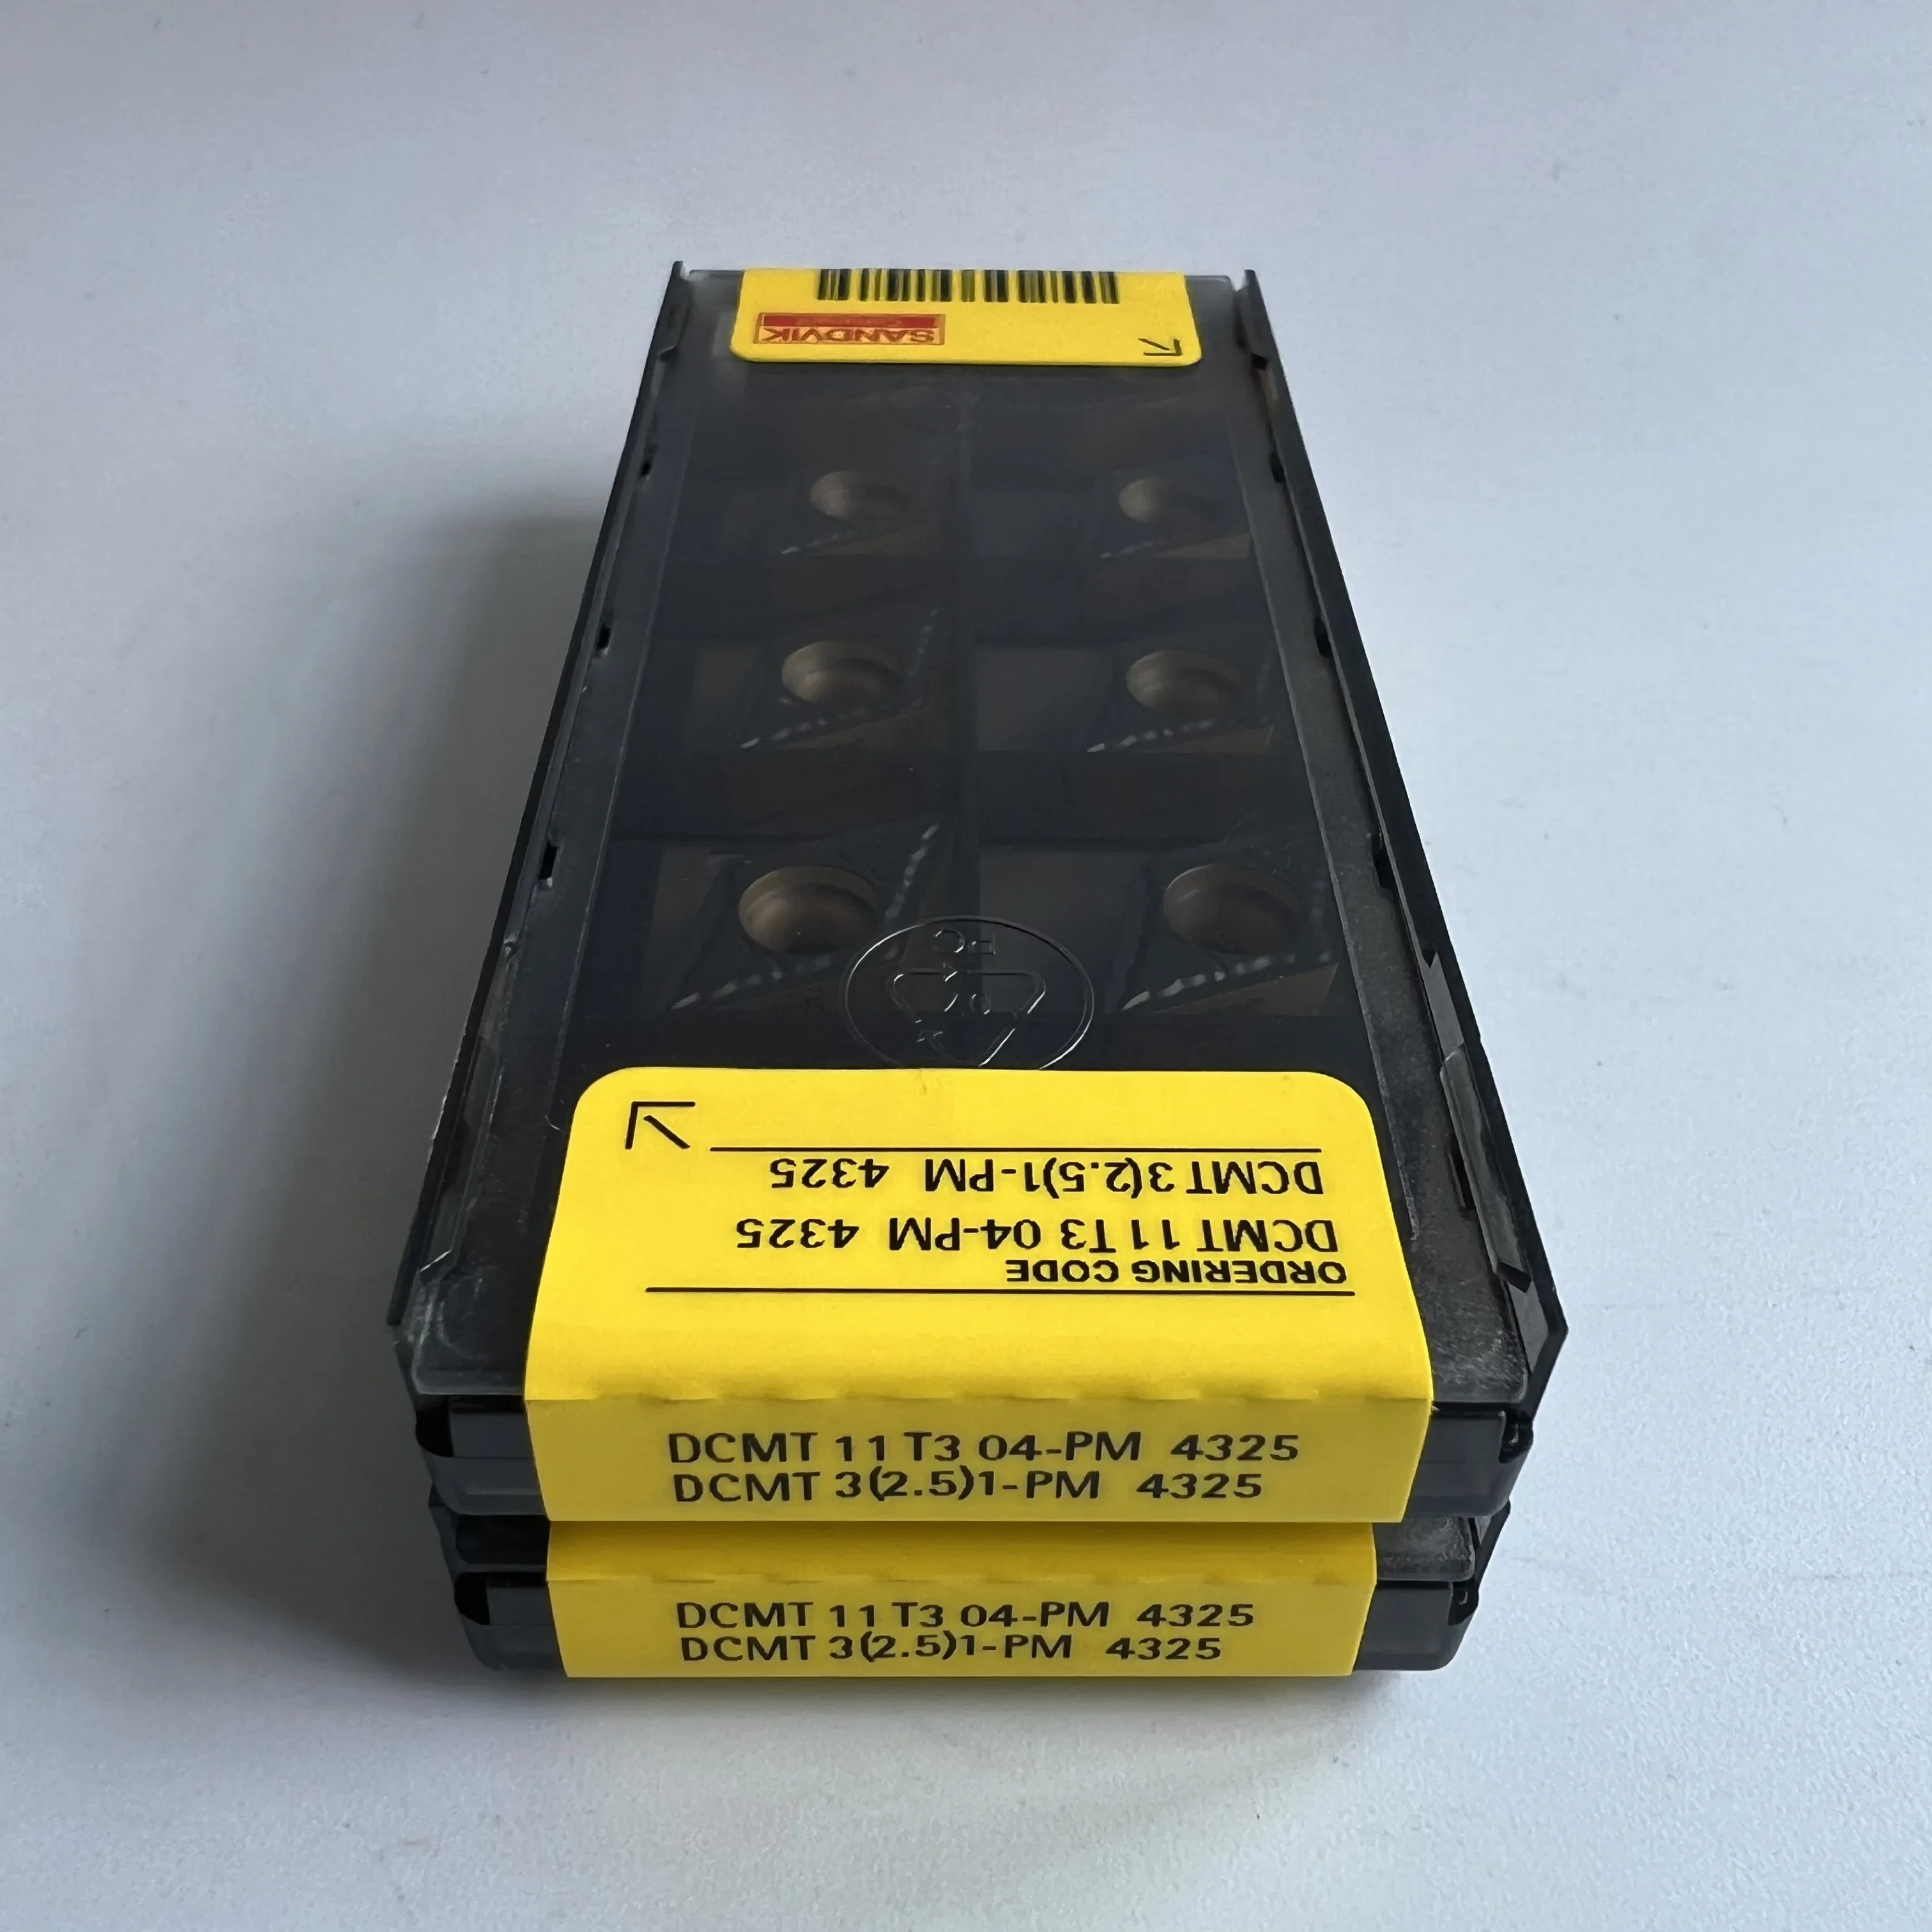 SANDVIK
PC
DCMT 3(2.5)1-PM 4325
DCMT 11 T3 04-PM 4325
ORDERING CODE
DCMT 11 T3 04-PM 4325
DCMT 3(2.5)1-PM 4325
DCMT 11 T3 04-PM 4325
DCMT 3(2.5)1-PM 4325